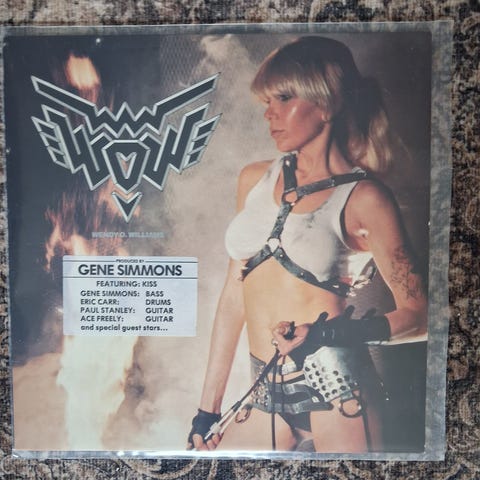 WOW
WENDY O. WILLIAMS
PRODUCED BY
GENE SIMMONS
FEATURING: KISS
GENE SIMMONS: BASS
ERIC CARR: DRUMS
PAUL STANLEY: GUITAR
ACE FREELY: GUITAR
and special guest stars...